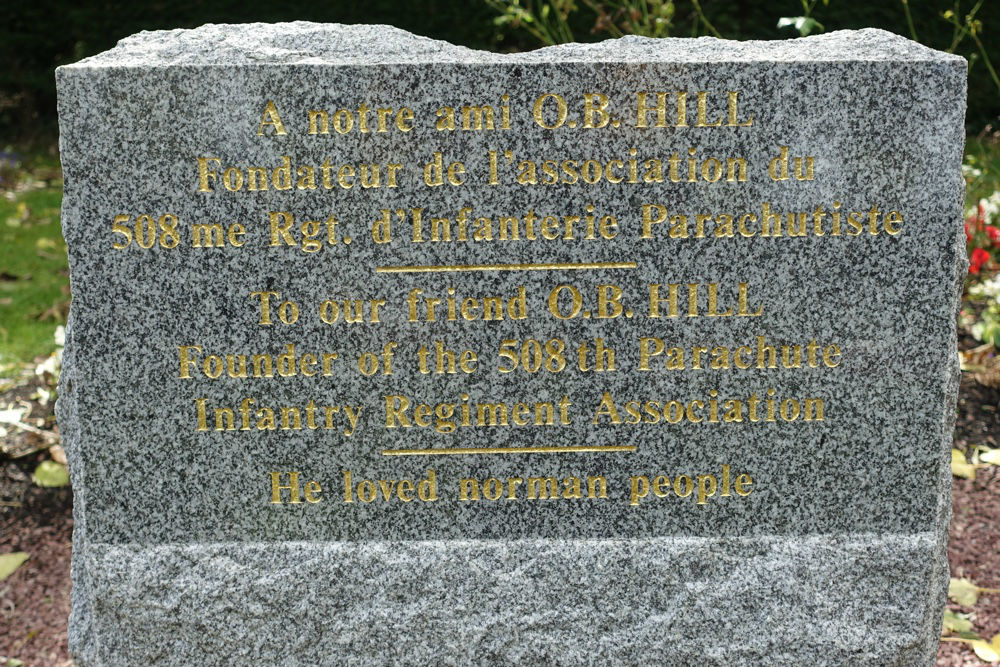 A notre ami O.B. HILL
Fondateur de l'association du
508 me Rgt. d'Infanterie Parachutiste
To our friend O.B. HILL
Founder of the 508 th Parachute
Infantry Regiment Association
He loved norman people